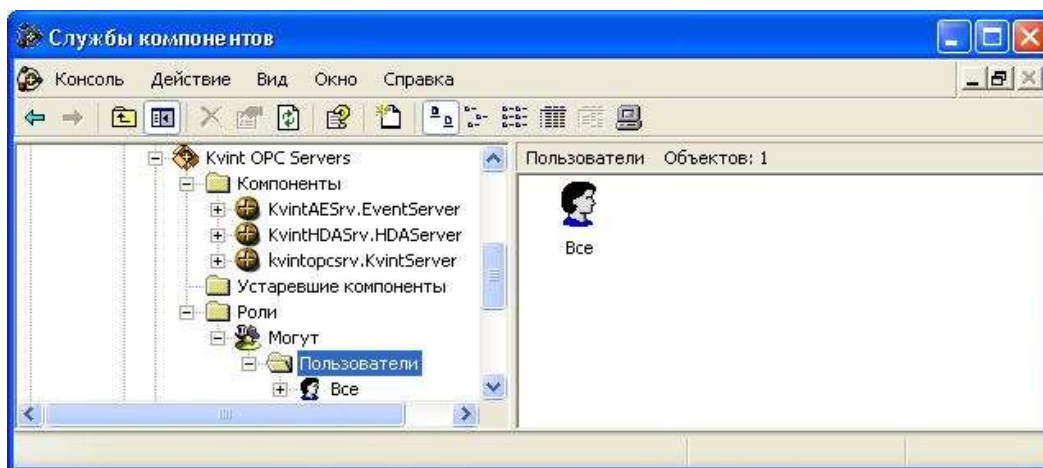 Службы компонентов
Консоль Действие Вид Окно Справка
Kvint OPC Servers
Компоненты
KvintAESrv.EventServer
KvintHDASrv.HDAServer
kvintopcsrv.KvintServer
Устаревшие компоненты
Роли
Могут
Пользователи
Все
Пользователи Объектов: 1
Все